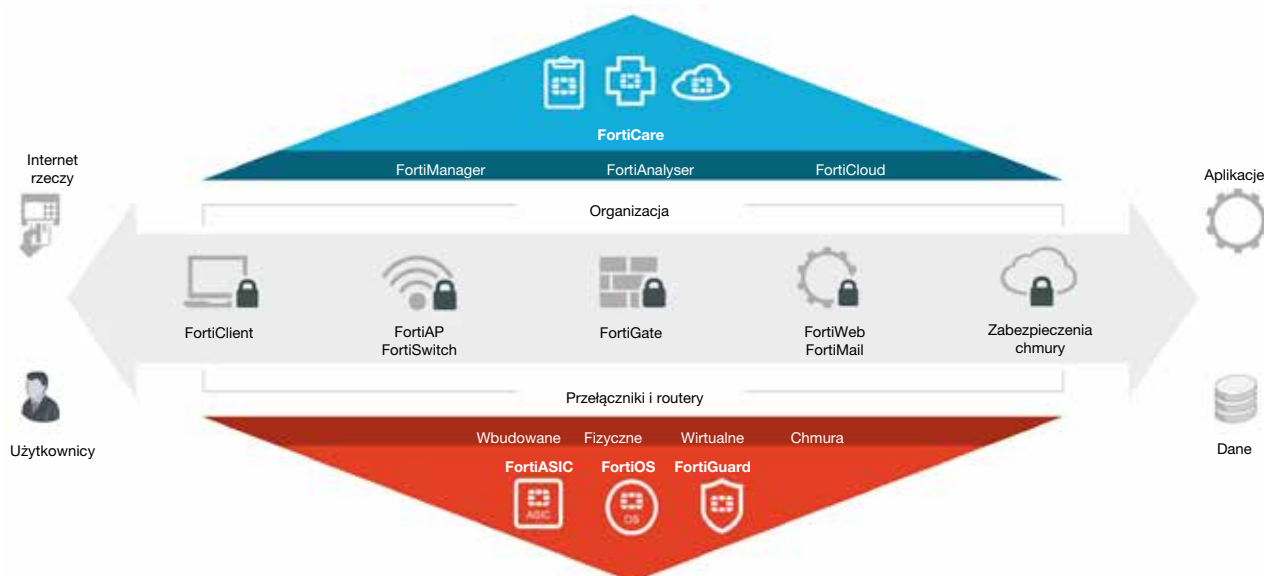 FortiCare
FortiManager FortiAnalyser FortiCloud
Internet
rzeczy
Aplikacje
Organizacja
FortiClient
FortiAP
FortiSwitch
FortiGate
FortiWeb
FortiMail
Zabezpieczenia
chmury
Przełączniki i routery
Użytkownicy
Dane
Wbudowane Fizyczne Wirtualne Chmura
FortiASIC FortiOS FortiGuard
ASIC
OS